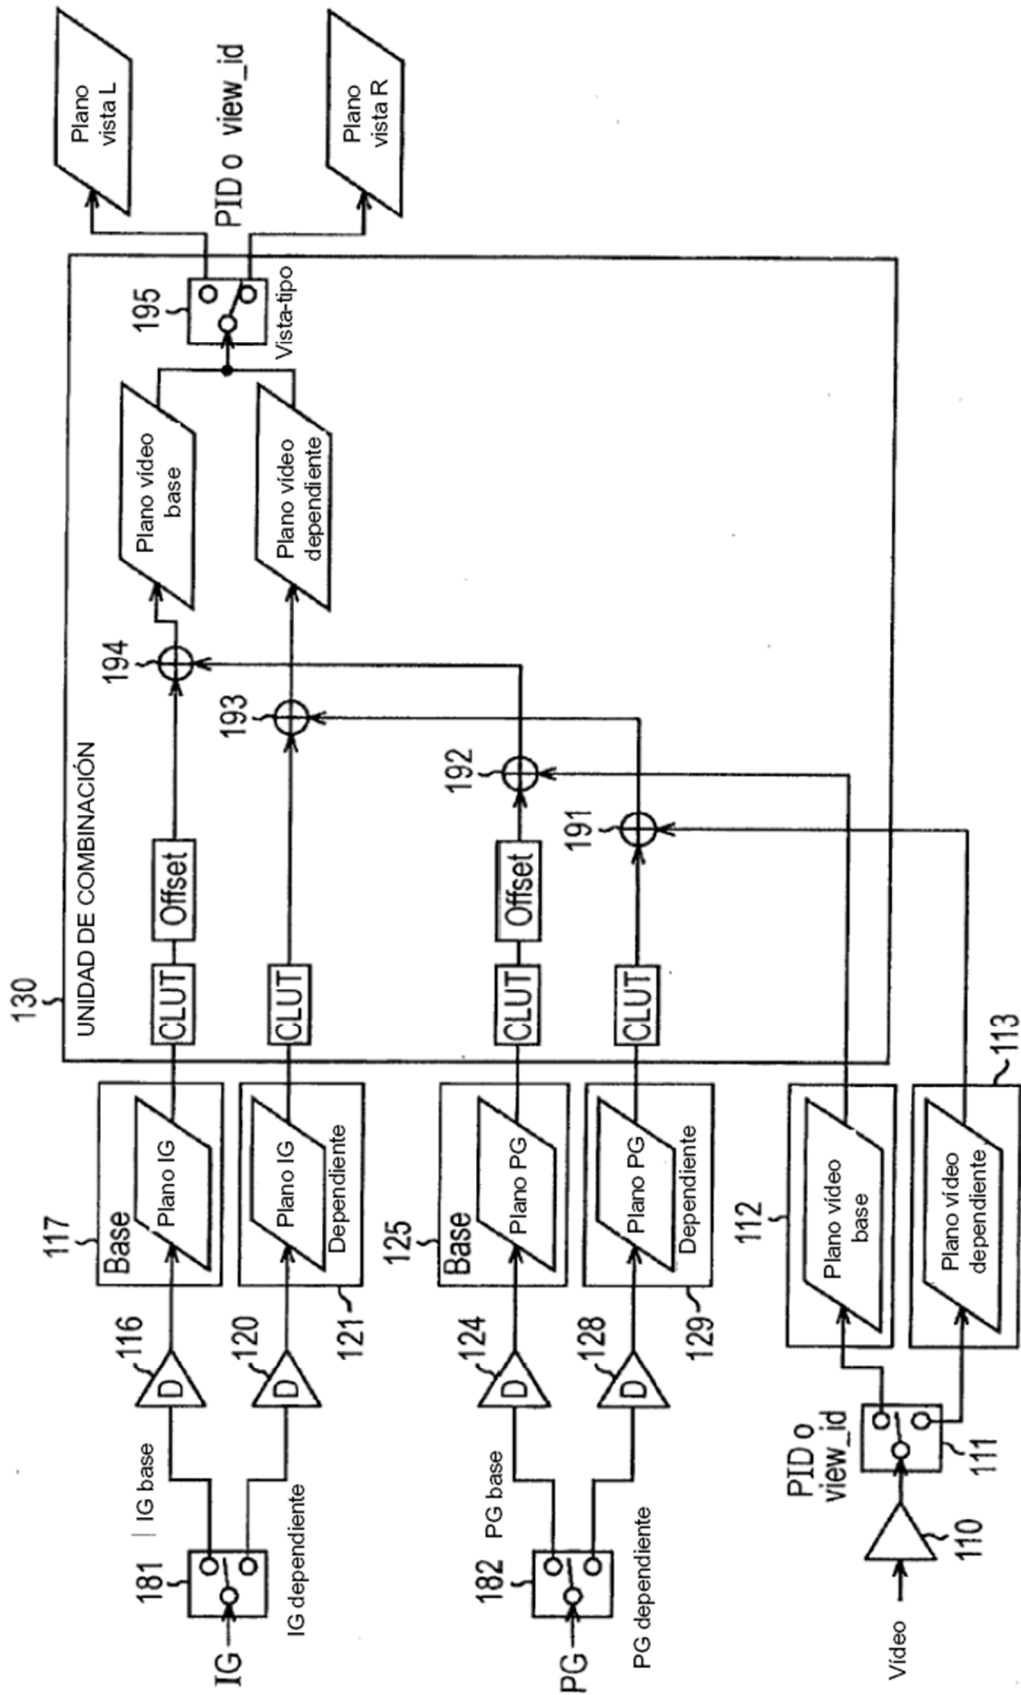 130
UNIDAD DE COMBINACIÓN
IG
181
IG base
IG dependiente
116
D
120
D
117
Base
Plano IG
Plano IG
Dependiente
121
CLUT
Offset
CLUT
194
193
Plano vídeo
base
Plano vídeo
dependiente
195
Vista-tipo
PID o view_id
Plano
vista L
Plano
vista R
PG
182
PG base
PG dependiente
124
D
128
D
125
Base
Plano PG
Plano PG
Dependiente
129
CLUT
Offset
CLUT
192
191
Vídeo
110
PID o
view_id
111
112
Plano vídeo
base
Plano vídeo
dependiente
113